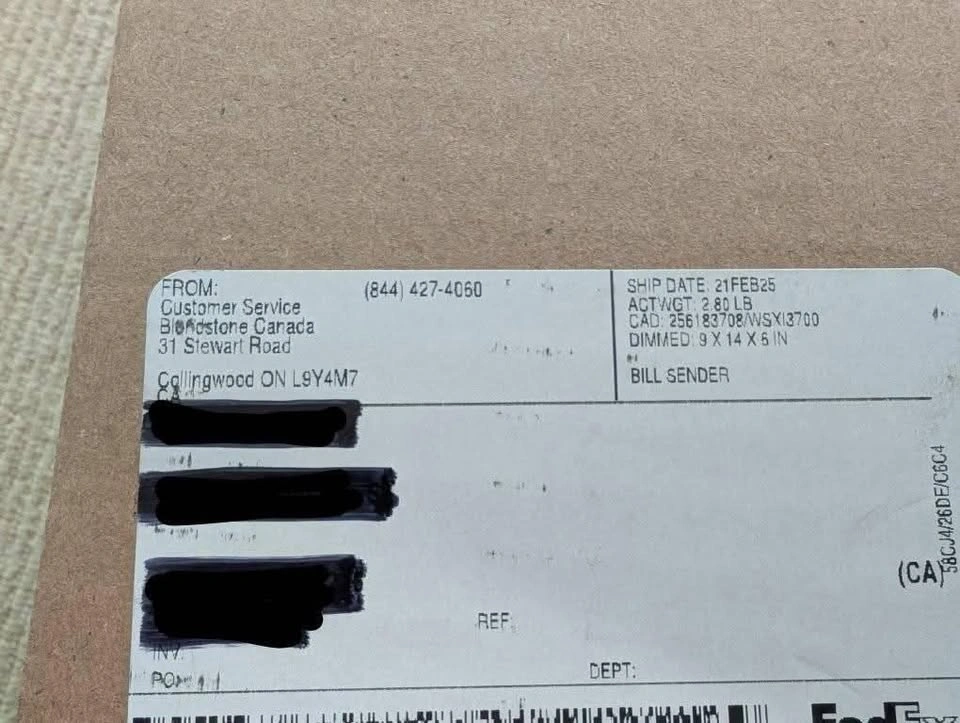 FROM: (844) 427-4060
Customer Service
Blundstone Canada
31 Stewart Road
Collingwood ON L9Y4M7
CA
SHIP DATE: 21FEB25
ACTWGT: 2.80 LB
CAD: 256183708/WSXI3700
DIMMED: 9 X 14 X 6 IN
BILL SENDER
58CJ4/26DE/C6C4
(CA)
REF:
INV:
PO:
DEPT:
FedEx